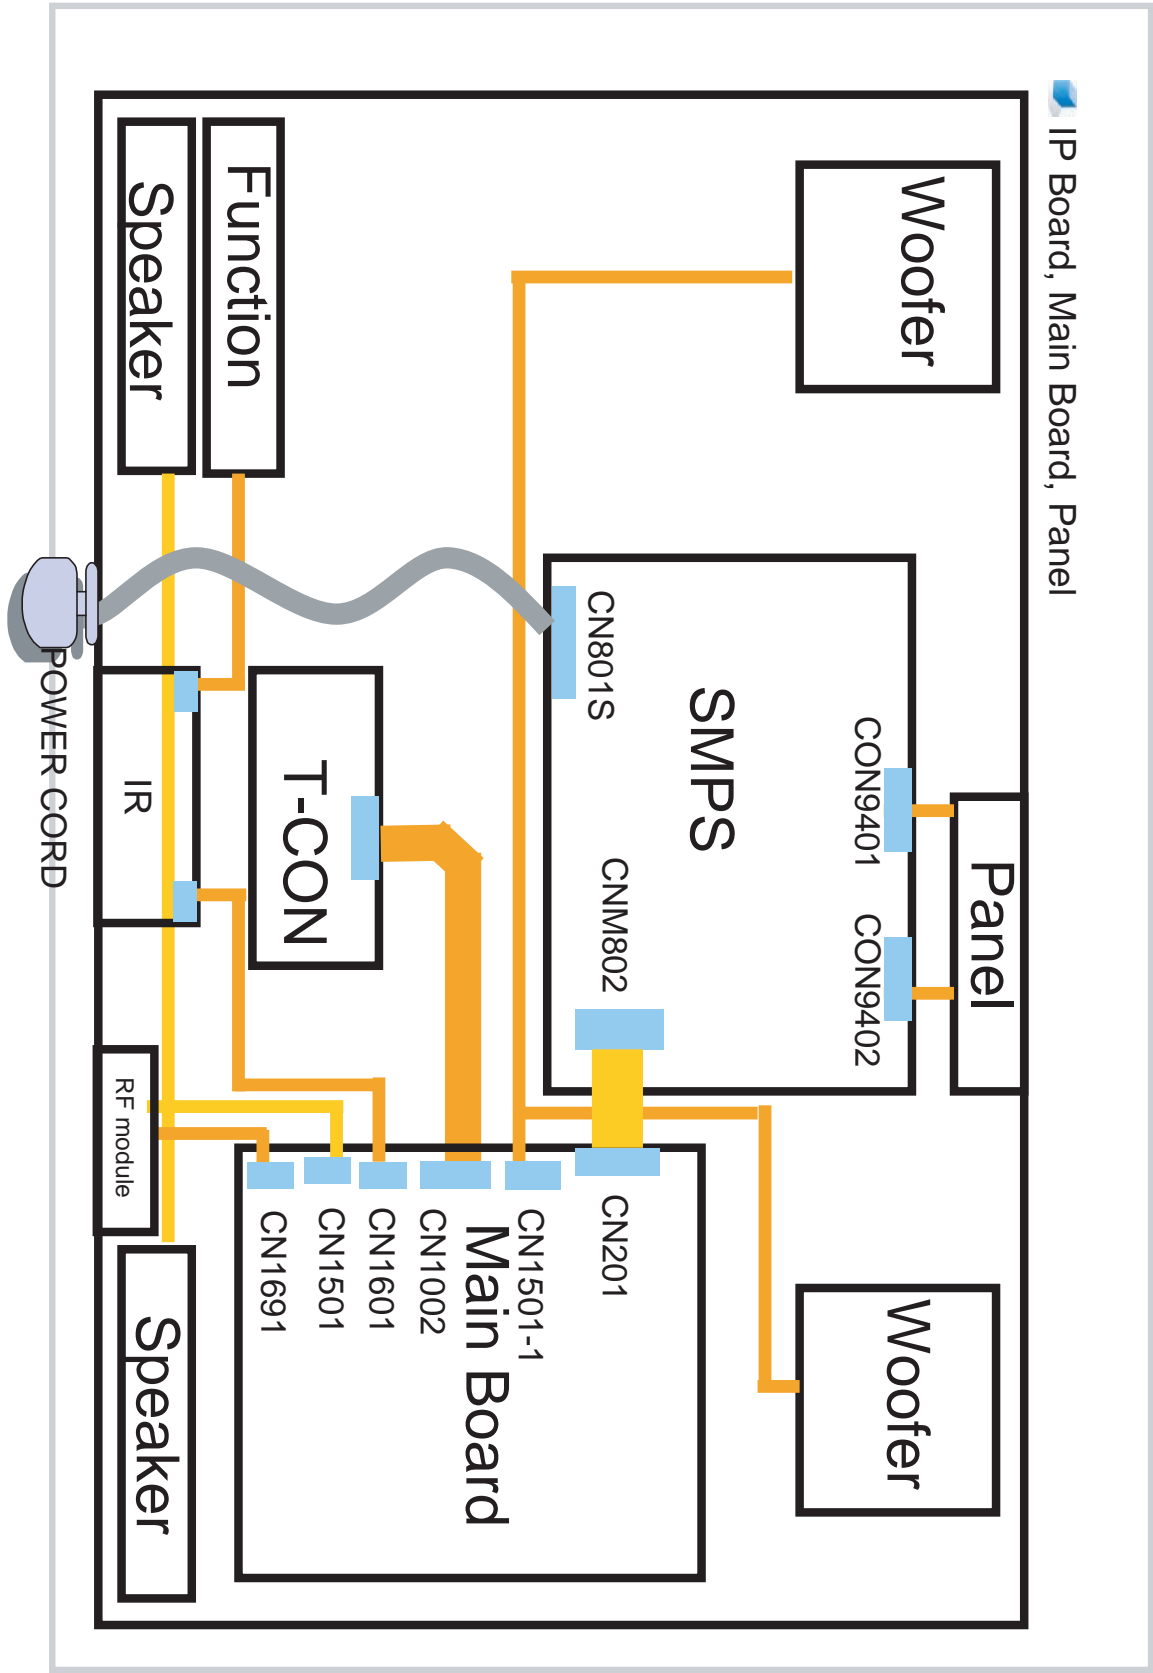 IP Board, Main Board, Panel
Panel
Woofer
Woofer
CON9401
CON9402
SMPS
CN801S
CNM802
CN201
CN1501-1
Main Board
CN1002
CN1601
CN1501
CN1691
T-CON
Function
Speaker
IR
RF module
Speaker
POWER CORD